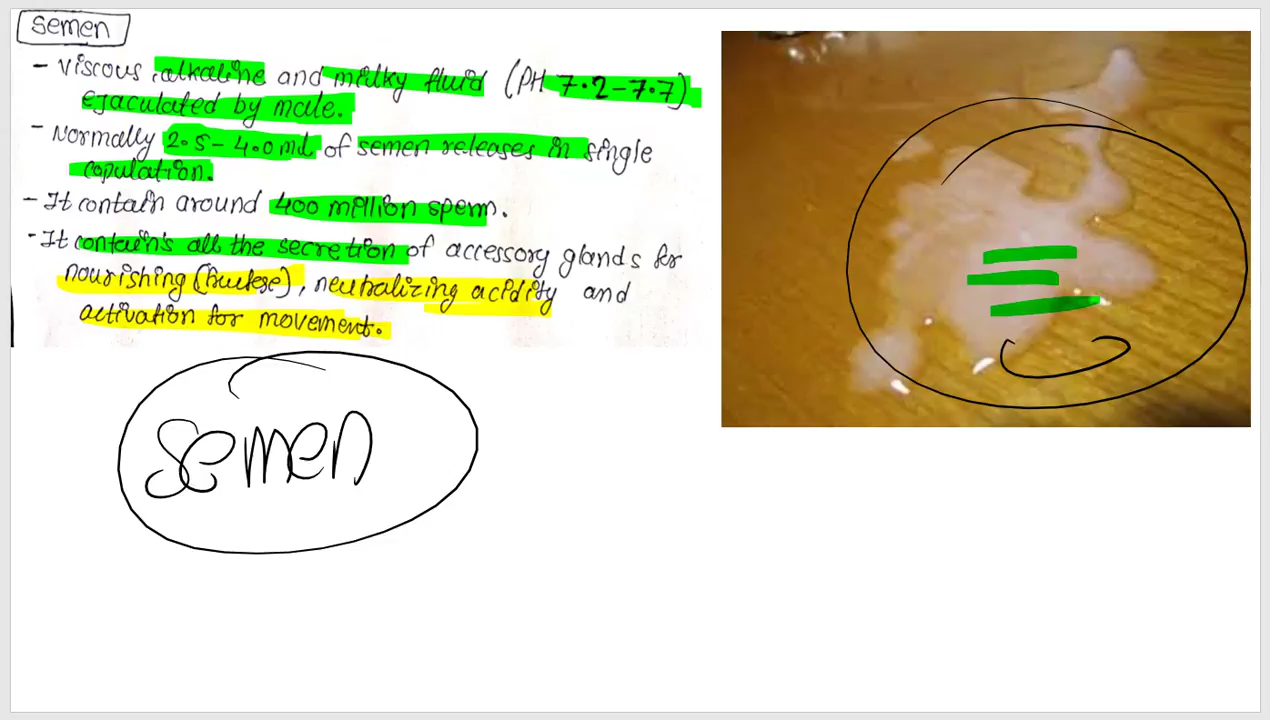 Semen
- Viscous, alkaline and milky fluid (PH 7.2-7.7)
Ejaculated by male.
- Normally 2.5-4.0 ml of semen releases in single
copulation.
- It contain around 400 million sperm.
- It contain's all the secretion of accessory glands for
nourishing (fructose), neutralizing acidity and
activation for movement.
semen